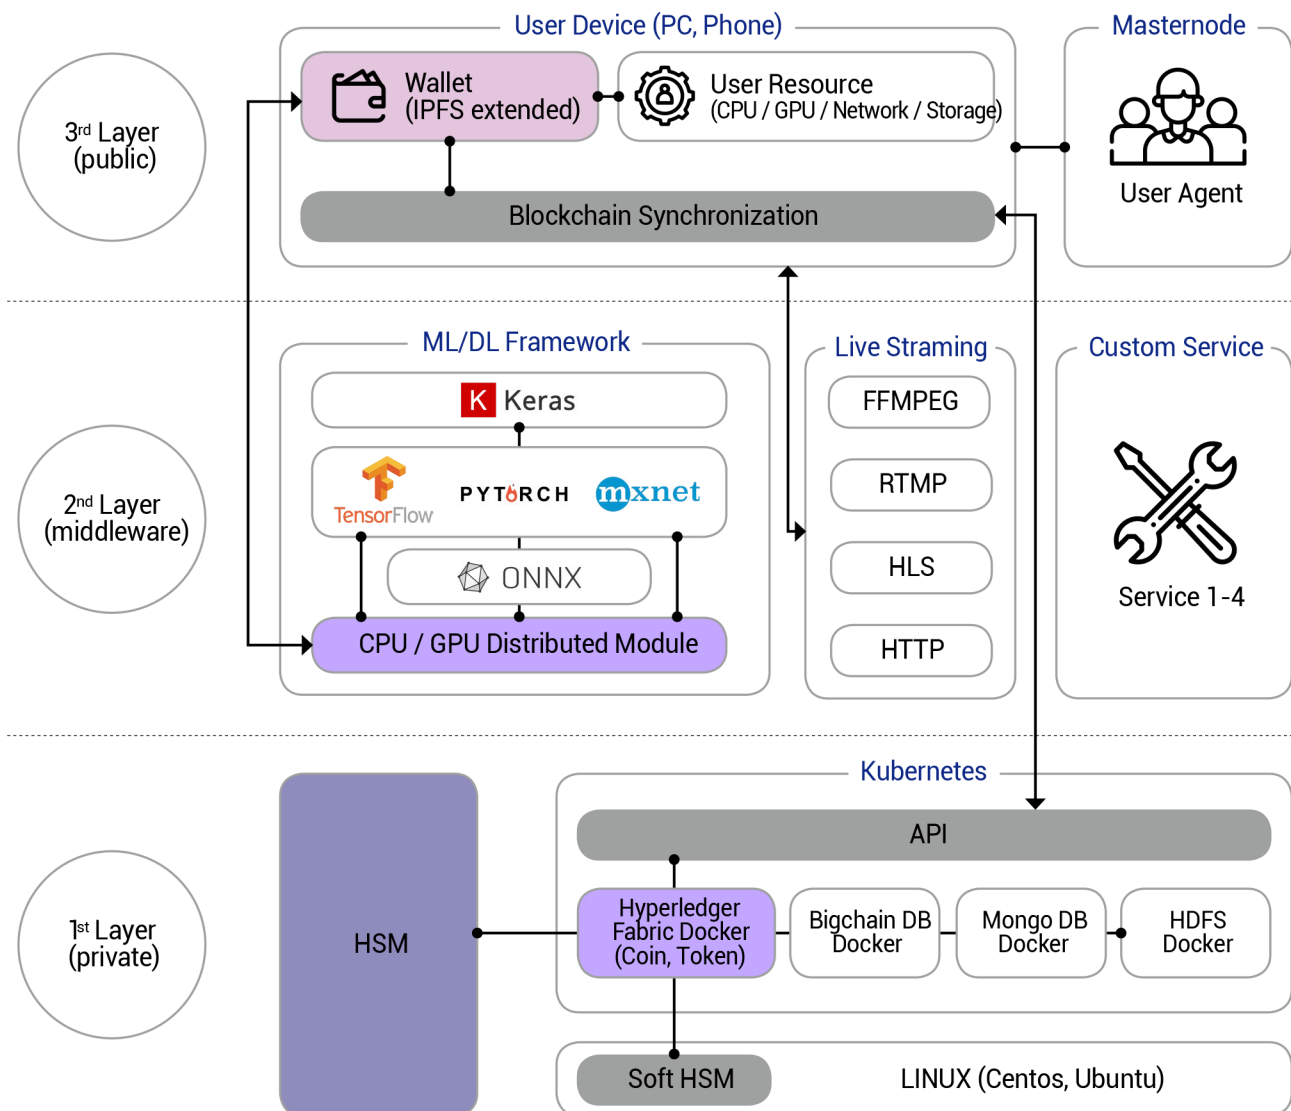 User Device (PC, Phone)
Masternode
3rd Layer
(public)
Wallet
(IPFS extended)
User Resource
(CPU / GPU / Network / Storage)
User Agent
Blockchain Synchronization
ML/DL Framework
Live Straming
Custom Service
2nd Layer
(middleware)
K Keras
TensorFlow
PYTORCH
mxnet
ONNX
CPU / GPU Distributed Module
FFMPEG
RTMP
HLS
HTTP
Service 1-4
Kubernetes
1st Layer
(private)
HSM
API
Hyperledger
Fabric Docker
(Coin, Token)
Bigchain DB
Docker
Mongo DB
Docker
HDFS
Docker
Soft HSM
LINUX (Centos, Ubuntu)